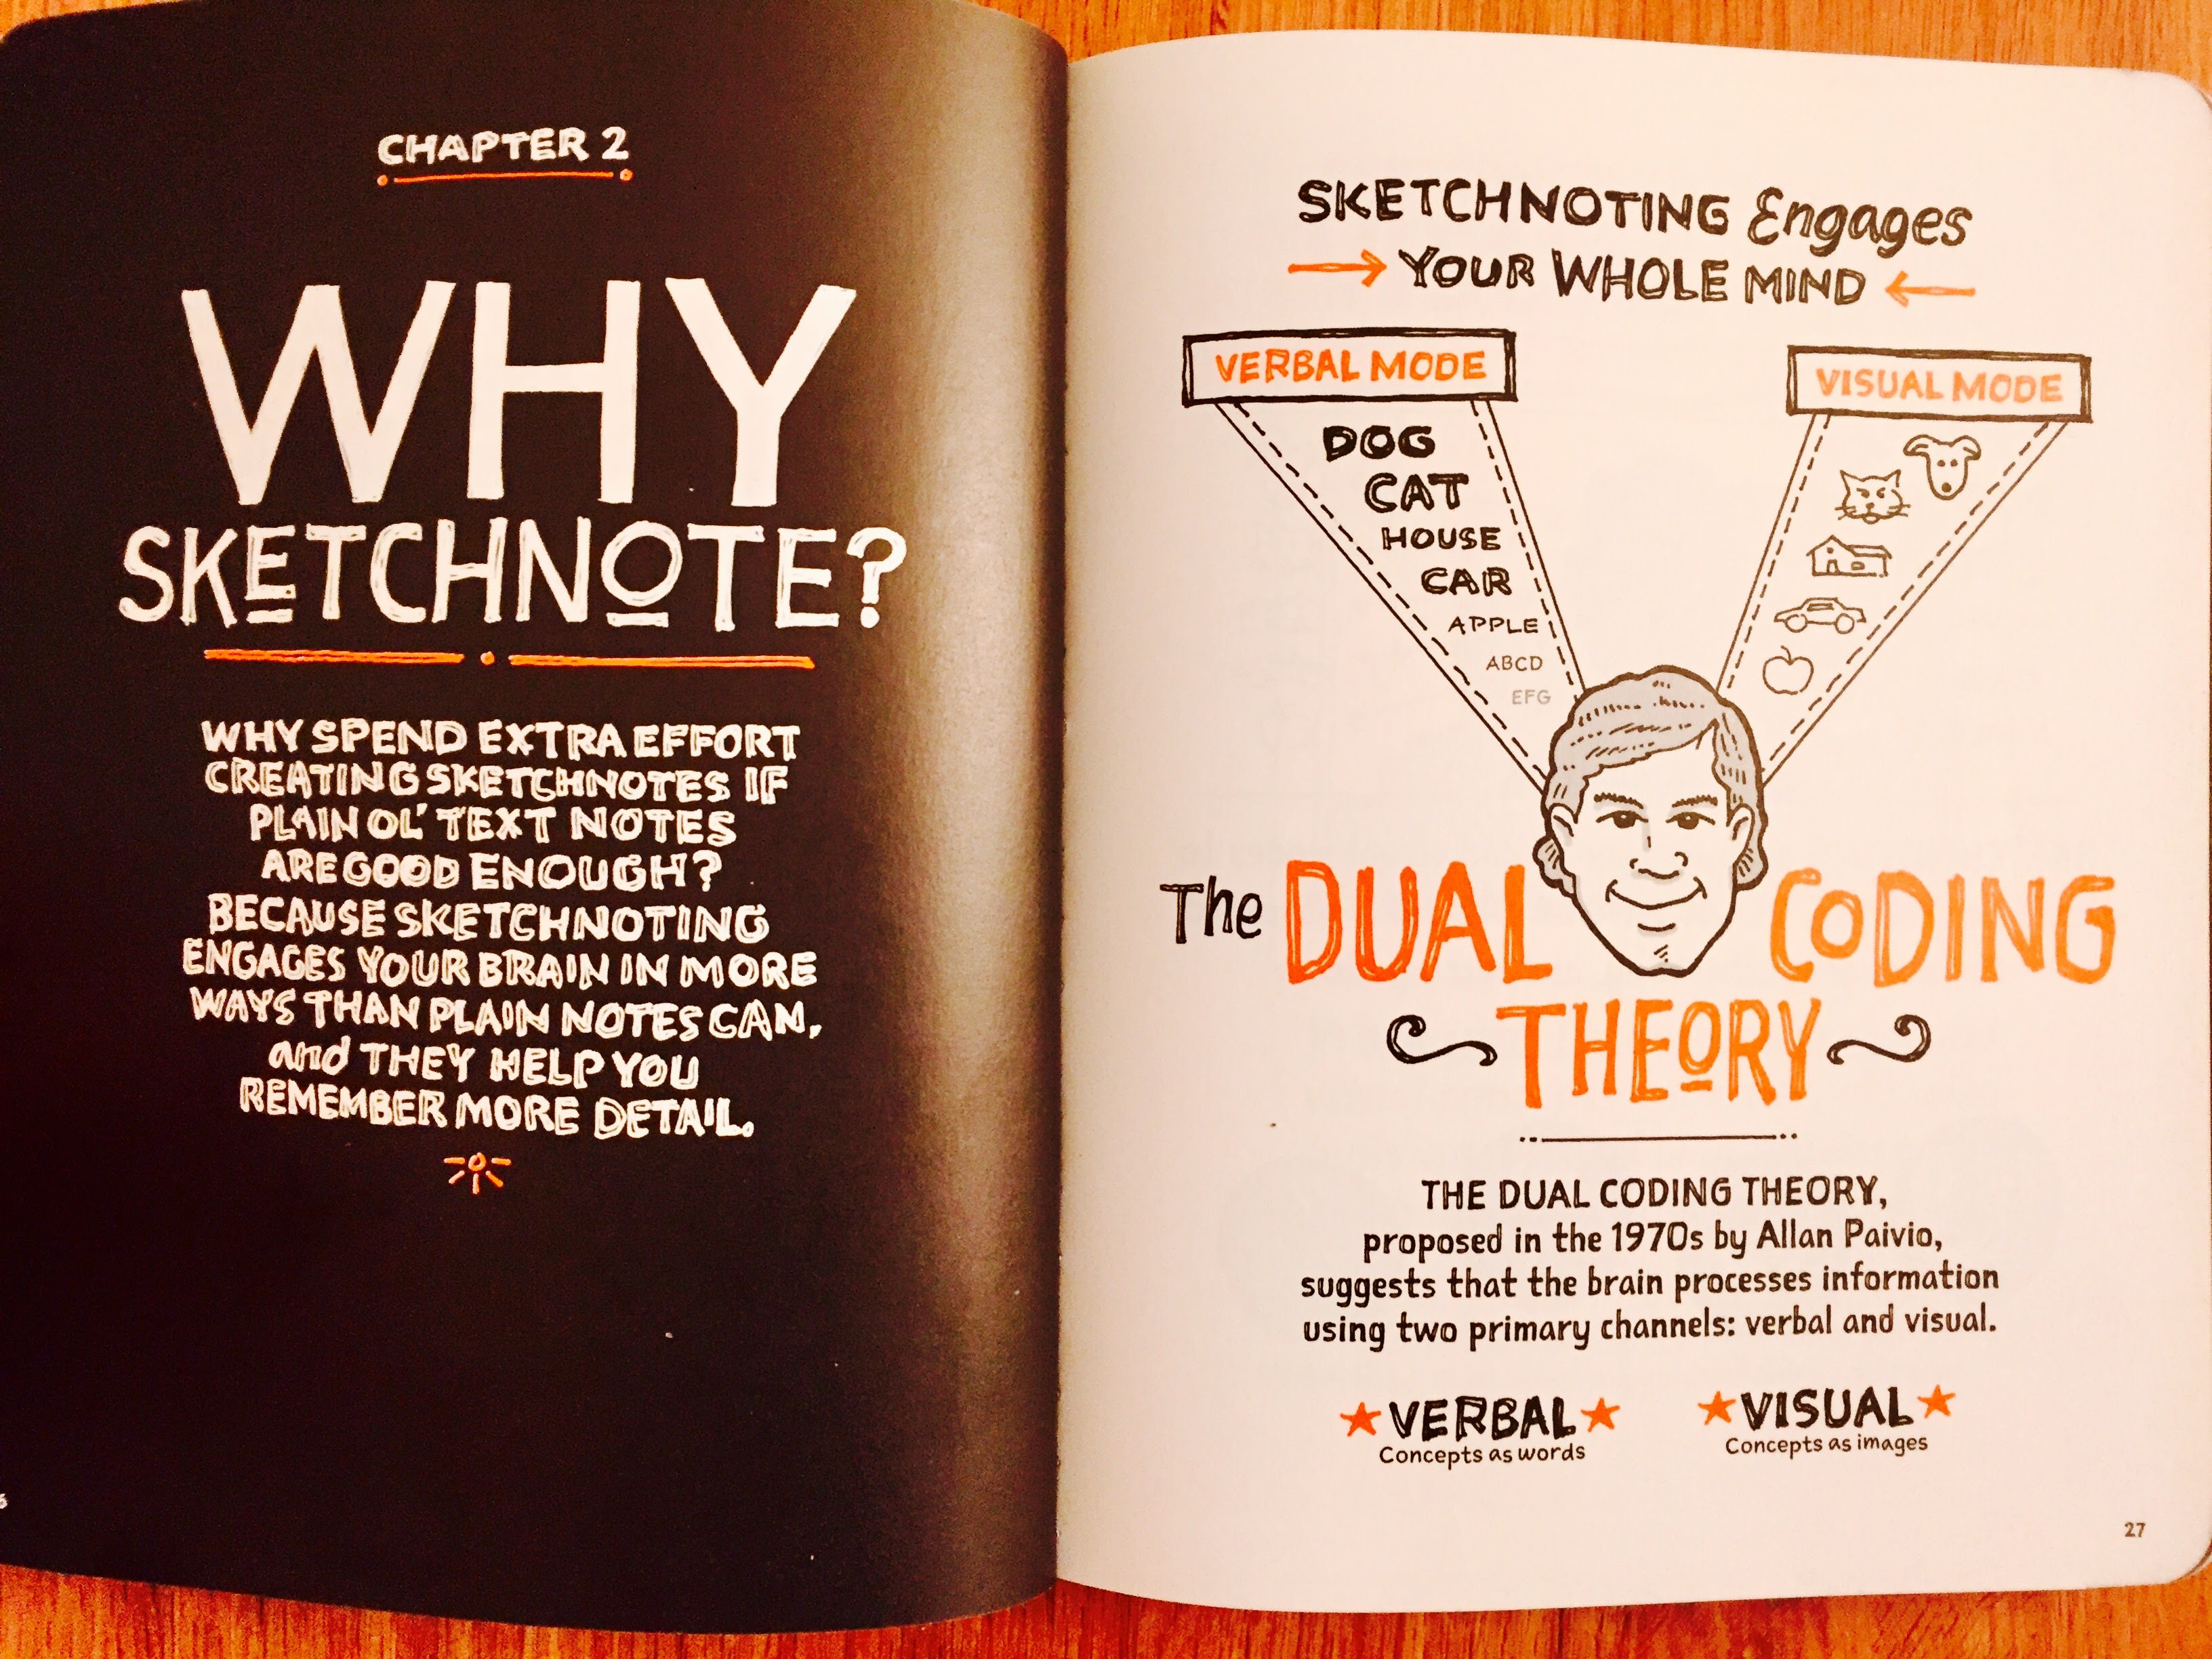 CHAPTER 2
WHY
SKETCHNOTE?
WHY SPEND EXTRA EFFORT
CREATING SKETCHNOTES IF
PLAIN OL' TEXT NOTES
ARE GOOD ENOUGH?
BECAUSE SKETCHNOTING
ENGAGES YOUR BRAIN IN MORE
WAYS THAN PLAIN NOTES CAN,
and THEY HELP YOU
REMEMBER MORE DETAIL.
SKETCHNOTING Engages
YOUR WHOLE MIND
VERBAL MODE
DOG
CAT
HOUSE
CAR
APPLE
ABCD
EFG
VISUAL MODE
The DUAL CODING
THEORY
THE DUAL CODING THEORY,
proposed in the 1970s by Allan Paivio,
suggests that the brain processes information
using two primary channels: verbal and visual.
VERBAL
Concepts as words
VISUAL
Concepts as images
27